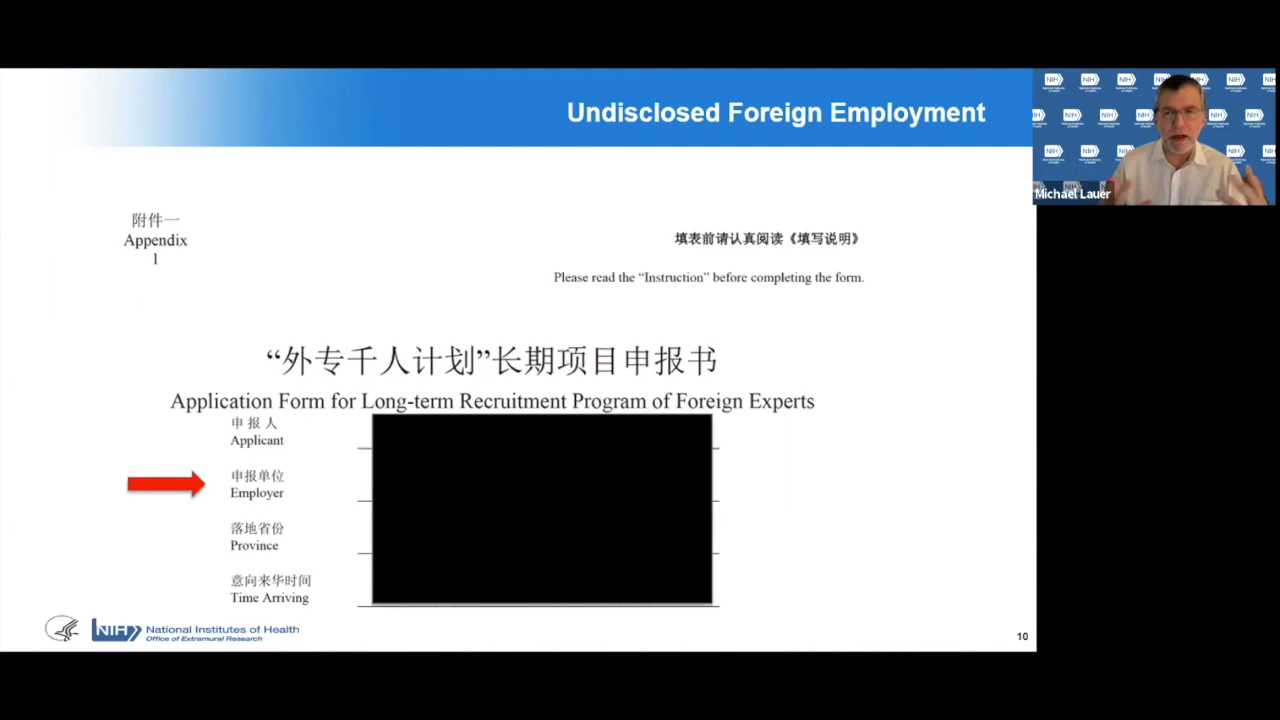 Undisclosed Foreign Employment
NIH
Michael Lauer
附件一
Appendix
1
填表前请认真阅读《填写说明》
Please read the “Instruction” before completing the form.
“外专千人计划”长期项目申报书
Application Form for Long-term Recruitment Program of Foreign Experts
申 报 人
Applicant
申报单位
Employer
落地省份
Province
意向来华时间
Time Arriving
NIH National Institutes of Health
Office of Extramural Research
10